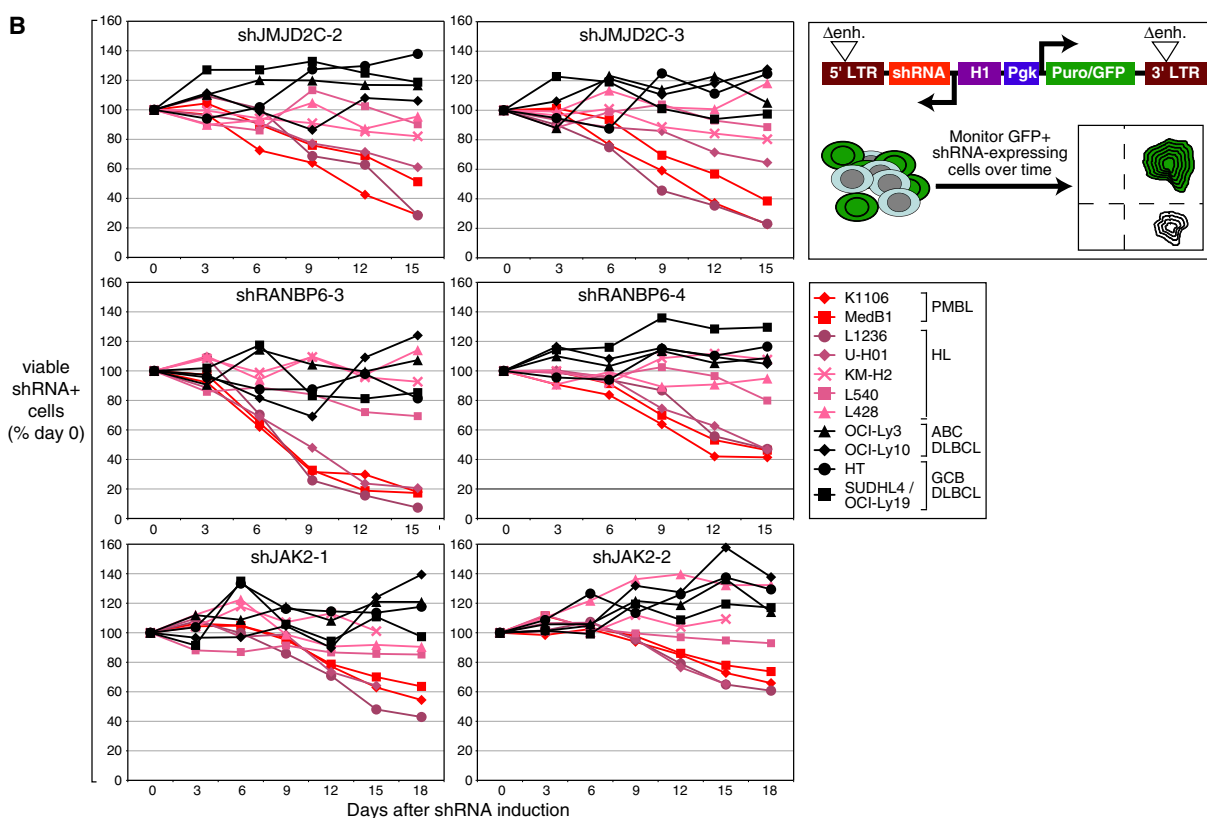 B
viable
shRNA+
cells
(% day 0)
shJMJD2C-2
160
140
120
100
80
60
40
20
0
0 3 6 9 12 15
shJMJD2C-3
160
140
120
100
80
60
40
20
0
0 3 6 9 12 15
shRANBP6-3
160
140
120
100
80
60
40
20
0
0 3 6 9 12 15
shRANBP6-4
160
140
120
100
80
60
40
20
0
0 3 6 9 12 15
shJAK2-1
160
140
120
100
80
60
40
20
0
0 3 6 9 12 15 18
shJAK2-2
160
140
120
100
80
60
40
20
0
0 3 6 9 12 15 18
Days after shRNA induction
Δenh. Δenh.
5' LTR shRNA H1 Pgk Puro/GFP 3' LTR
Monitor GFP+
shRNA-expressing
cells over time
K1106
MedB1
PMBL
L1236
U-H01
KM-H2
L540
L428
HL
OCI-Ly3
OCI-Ly10
ABC
DLBCL
HT
SUDHL4 /
OCI-Ly19
GCB
DLBCL